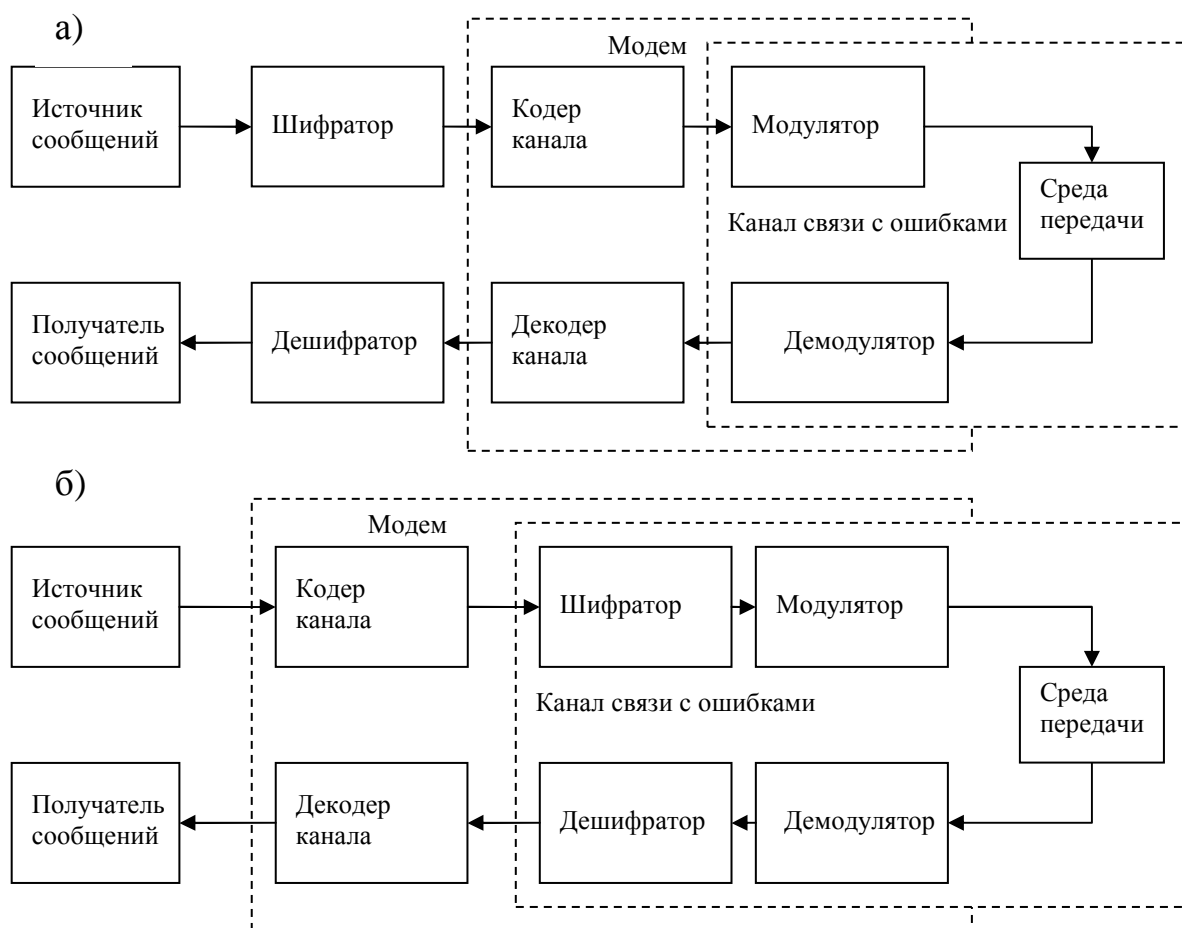 а)
Модем
Источник
сообщений
Шифратор
Кодер
канала
Модулятор
Среда
передачи
Канал связи с ошибками
Получатель
сообщений
Дешифратор
Декодер
канала
Демодулятор
б)
Модем
Источник
сообщений
Кодер
канала
Шифратор
Модулятор
Среда
передачи
Канал связи с ошибками
Получатель
сообщений
Декодер
канала
Дешифратор
Демодулятор